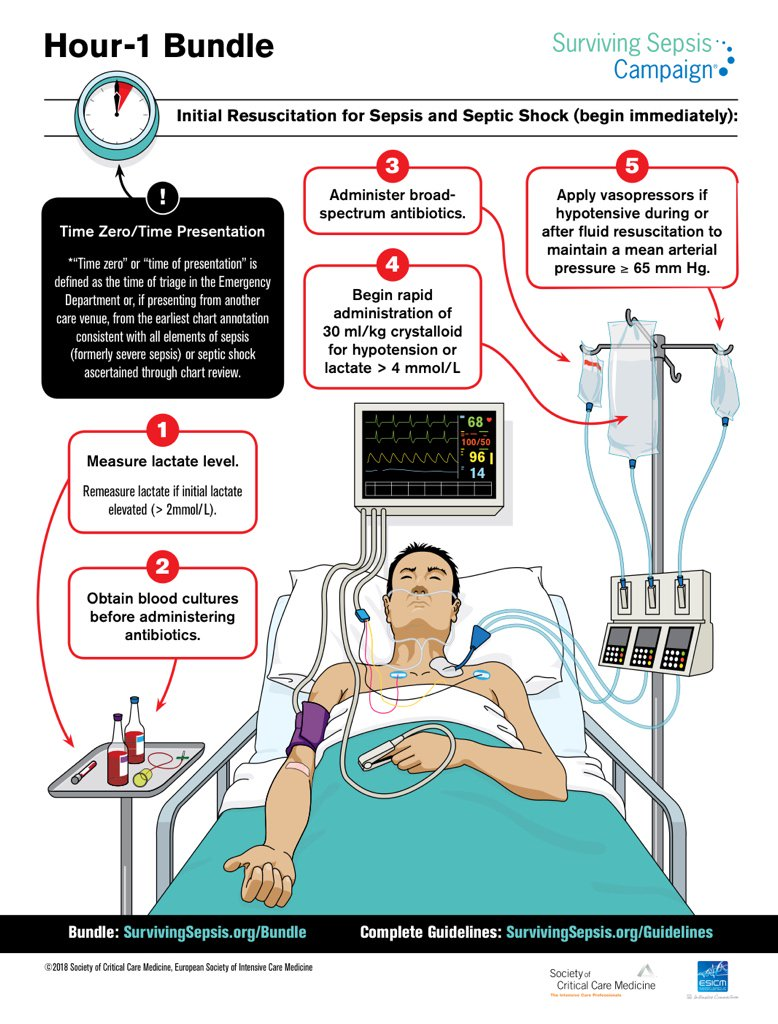 Hour-1 Bundle
Surviving Sepsis
Campaign®
Initial Resuscitation for Sepsis and Septic Shock (begin immediately):
!
Time Zero/Time Presentation
*“Time zero” or “time of presentation” is
defined as the time of triage in the Emergency
Department or, if presenting from another
care venue, from the earliest chart annotation
consistent with all elements of sepsis
(formerly severe sepsis) or septic shock
ascertained through chart review.
1
Measure lactate level.
Remeasure lactate if initial lactate
elevated (> 2mmol/L).
2
Obtain blood cultures
before administering
antibiotics.
3
Administer broad-
spectrum antibiotics.
4
Begin rapid
administration of
30 ml/kg crystalloid
for hypotension or
lactate > 4 mmol/L
5
Apply vasopressors if
hypotensive during or
after fluid resuscitation to
maintain a mean arterial
pressure ≥ 65 mm Hg.
68
100/50
96
14
Bundle: SurvivingSepsis.org/Bundle
Complete Guidelines: SurvivingSepsis.org/Guidelines
©2018 Society of Critical Care Medicine, European Society of Intensive Care Medicine
Society of
Critical Care Medicine
The Intensive Care Professionals
ESICM